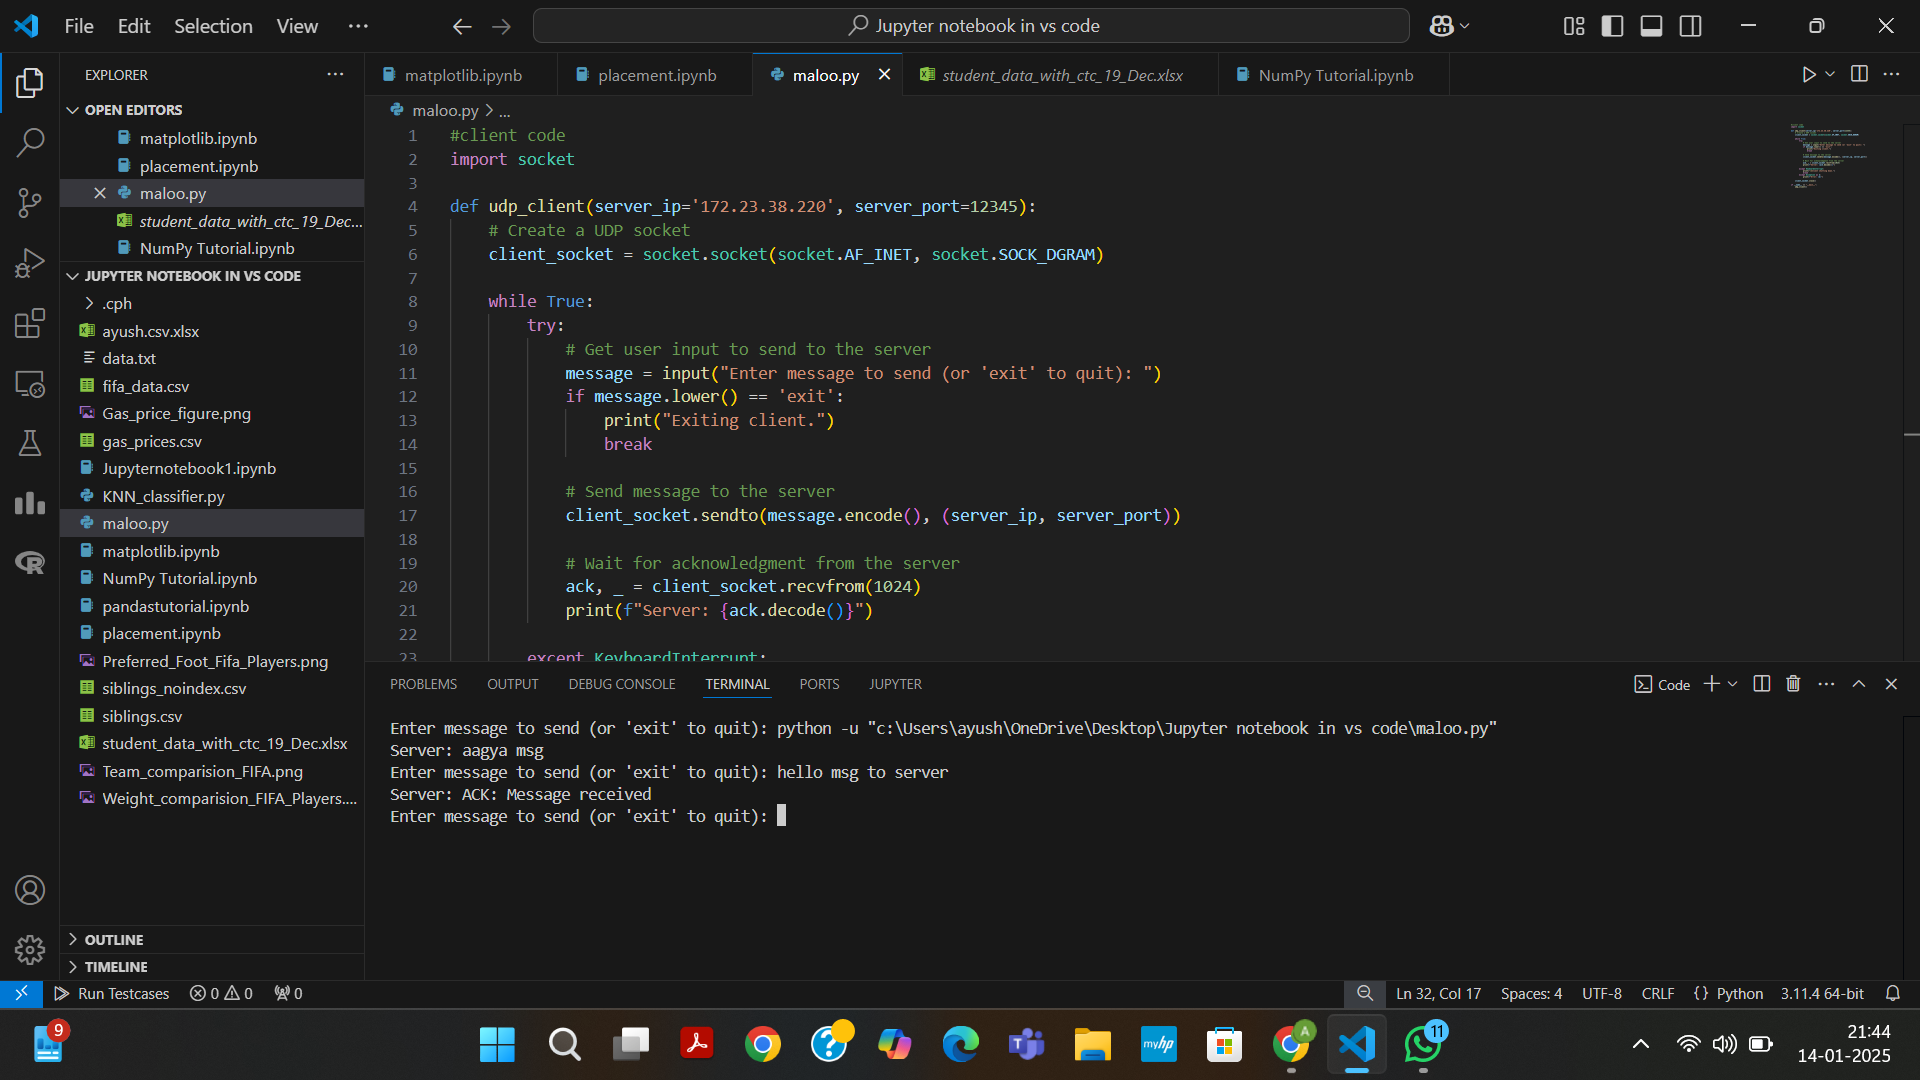 File Edit Selection View ...
Jupyter notebook in vs code
EXPLORER ...
OPEN EDITORS
matplotlib.ipynb
placement.ipynb
maloo.py
student_data_with_ctc_19_Dec...
NumPy Tutorial.ipynb
JUPYTER NOTEBOOK IN VS CODE
.cph
ayush.csv.xlsx
data.txt
fifa_data.csv
Gas_price_figure.png
gas_prices.csv
Jupyternotebook1.ipynb
KNN_classifier.py
maloo.py
matplotlib.ipynb
NumPy Tutorial.ipynb
pandastutorial.ipynb
placement.ipynb
Preferred_Foot_Fifa_Players.png
siblings_noindex.csv
siblings.csv
student_data_with_ctc_19_Dec.xlsx
Team_comparision_FIFA.png
Weight_comparision_FIFA_Players....
OUTLINE
TIMELINE
matplotlib.ipynb placement.ipynb maloo.py student_data_with_ctc_19_Dec.xlsx NumPy Tutorial.ipynb
maloo.py > ...
1 #client code
2 import socket
3
4 def udp_client(server_ip='172.23.38.220', server_port=12345):
5 # Create a UDP socket
6 client_socket = socket.socket(socket.AF_INET, socket.SOCK_DGRAM)
7
8 while True:
9 try:
10 # Get user input to send to the server
11 message = input("Enter message to send (or 'exit' to quit): ")
12 if message.lower() == 'exit':
13 print("Exiting client.")
14 break
15
16 # Send message to the server
17 client_socket.sendto(message.encode(), (server_ip, server_port))
18
19 # Wait for acknowledgment from the server
20 ack, _ = client_socket.recvfrom(1024)
21 print(f"Server: {ack.decode()}")
22
23 except KeyboardInterrupt:
PROBLEMS OUTPUT DEBUG CONSOLE TERMINAL PORTS JUPYTER Code
Enter message to send (or 'exit' to quit): python -u "c:\Users\ayush\OneDrive\Desktop\Jupyter notebook in vs code\maloo.py"
Server: aagya msg
Enter message to send (or 'exit' to quit): hello msg to server
Server: ACK: Message received
Enter message to send (or 'exit' to quit):
Run Testcases 0 0 0 Ln 32, Col 17 Spaces: 4 UTF-8 CRLF {} Python 3.11.4 64-bit
9
myhp
A
11
21:44
14-01-2025